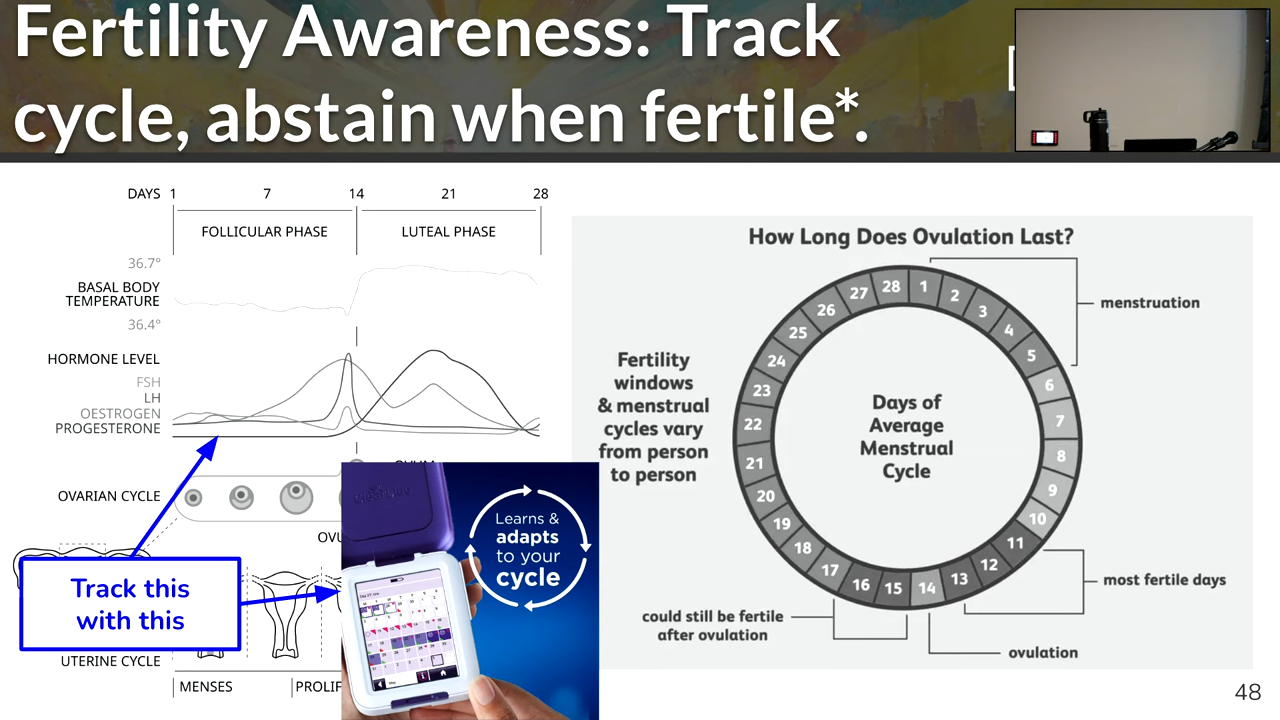 Fertility Awareness: Track
cycle, abstain when fertile*.
DAYS 1 7 14 21 28
FOLLICULAR PHASE LUTEAL PHASE
36.7°
BASAL BODY
TEMPERATURE
36.4°
HORMONE LEVEL
FSH
LH
OESTROGEN
PROGESTERONE
OVARIAN CYCLE
Track this
with this
UTERINE CYCLE
MENSES
Learns &
adapts
to your
cycle
How Long Does Ovulation Last?
Fertility
windows
& menstrual
cycles vary
from person
to person
Days of
Average
Menstrual
Cycle
1
2
3
4
5
6
7
8
9
10
11
12
13
14
15
16
17
18
19
20
21
22
23
24
25
26
27
28
menstruation
most fertile days
could still be fertile
after ovulation
ovulation
48